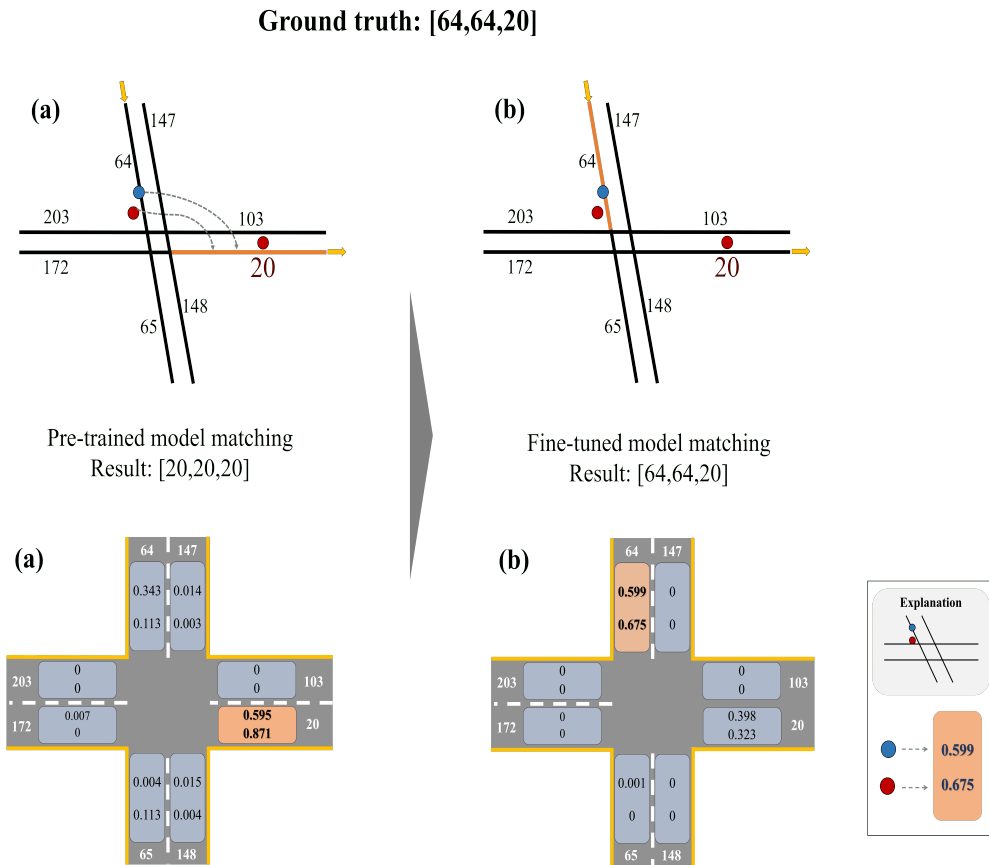 Ground truth: [64,64,20]
(a)
147
64
203
103
172
20
148
65
Pre-trained model matching
Result: [20,20,20]
(b)
147
64
203
103
172
20
148
65
Fine-tuned model matching
Result: [64,64,20]
(a)
64 147
0.343 0.014
0.113 0.003
203 0 0 103
0 0
172 0.007 0.595 20
0 0.871
0.004 0.015
0.113 0.004
65 148
(b)
64 147
0.599 0
0.675 0
203 0 0 103
0 0
172 0 0.398 20
0 0.323
0.001 0
0 0
65 148
Explanation
0.599
0.675